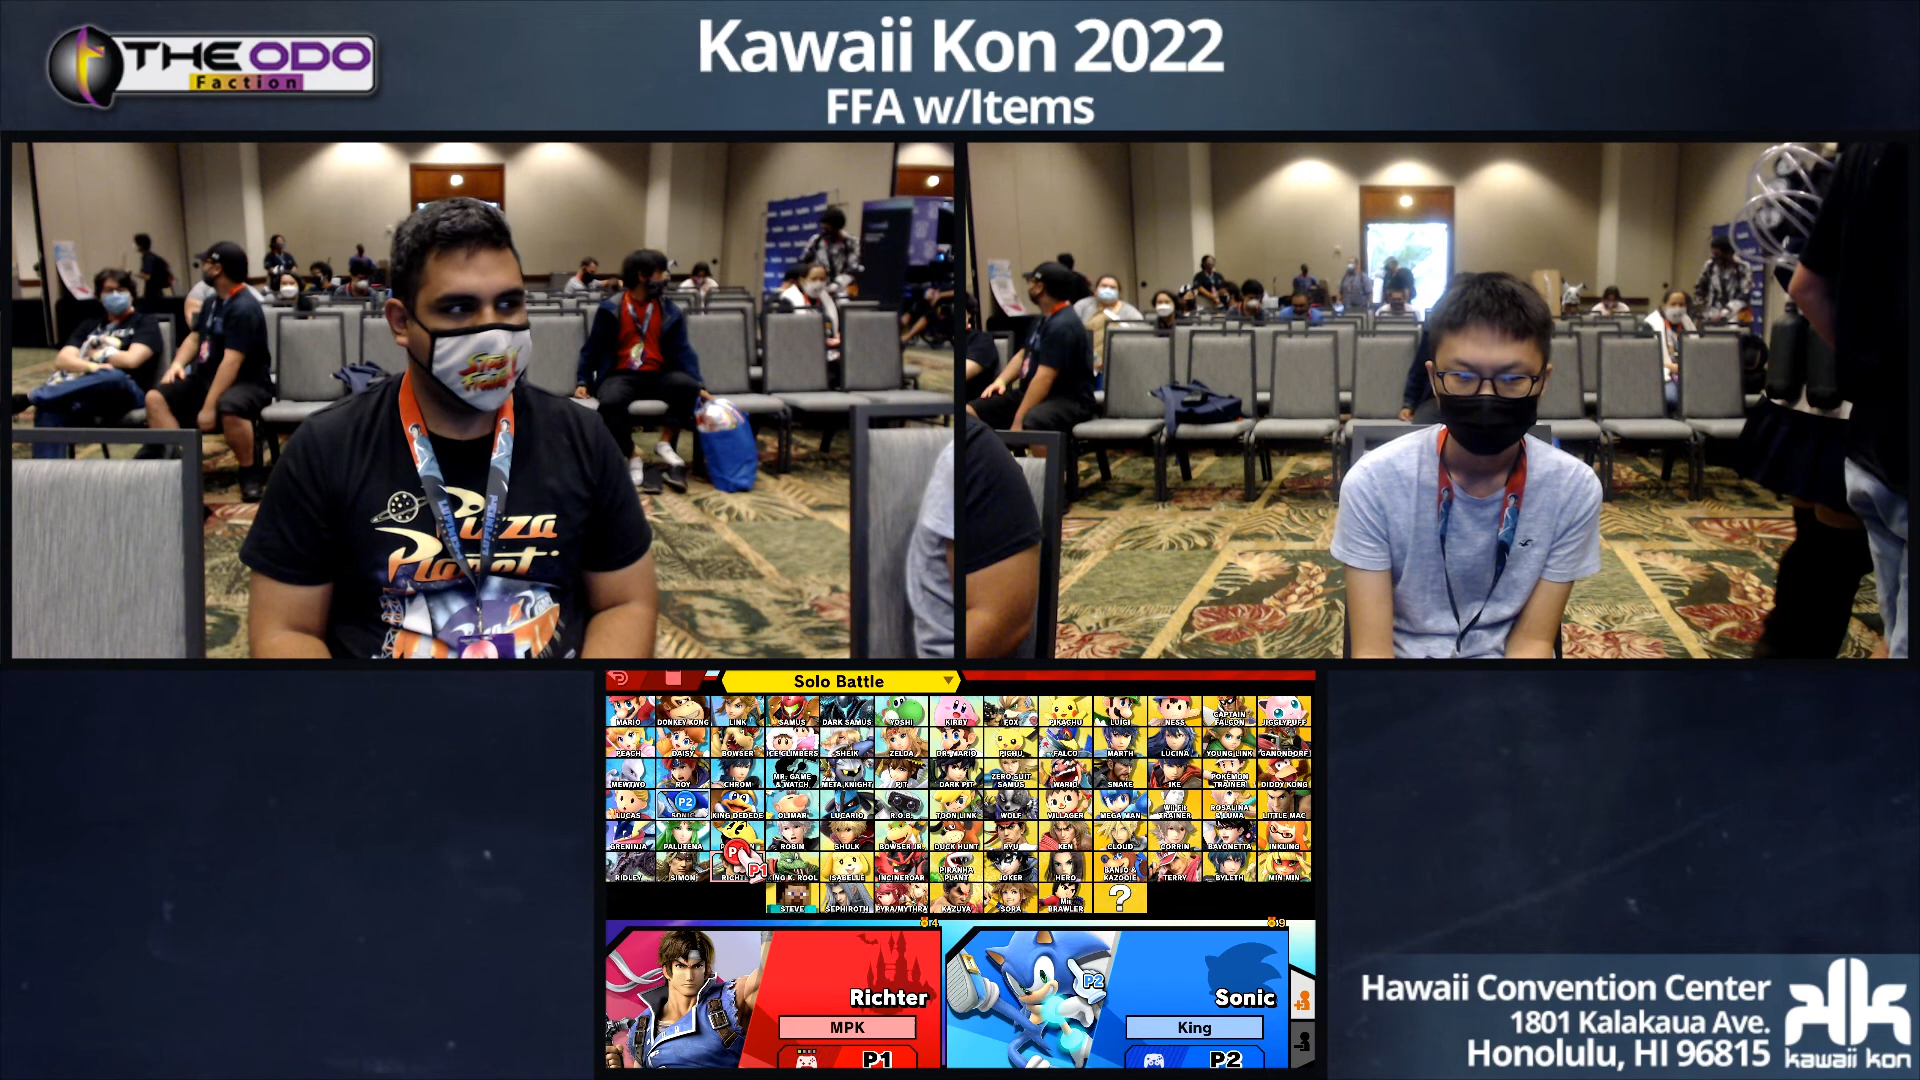 THE ODO
Faction
Kawaii Kon 2022
FFA w/Items
Pizza
Planet
Solo Battle
MARIO DONKEY KONG LINK SAMUS DARK SAMUS YOSHI KIRBY FOX PIKACHU LUIGI NESS CAPTAIN FALCON JIGGLYPUFF
PEACH DAISY BOWSER ICE CLIMBERS SHEIK ZELDA DR. MARIO PICHU FALCO MARTH LUCINA YOUNG LINK GANONDORF
MEWTWO ROY CHROM MR. GAME & WATCH META KNIGHT PIT DARK PIT ZERO SUIT SAMUS WARIO SNAKE IKE POKÉMON TRAINER DIDDY KONG
LUCAS P2 SONIC KING DEDEDE OLIMAR LUCARIO R.O.B. TOON LINK WOLF VILLAGER MEGA MAN Wii Fit TRAINER ROSALINA & LUMA LITTLE MAC
GRENINJA PALUTENA ROBIN SHULK BOWSER JR. DUCK HUNT RYU KEN CLOUD CORRIN BAYONETTA INKLING
RIDLEY SIMON P1 KING K. ROOL ISABELLE INCINEROAR PIRANHA PLANT JOKER HERO BANJO & KAZOOIE TERRY BYLETH MIN MIN
STEVE SEPHIROTH PYRA/MYTHRA KAZUYA SORA Mii BRAWLER ?
4
9
Richter
MPK
P1
P2
Sonic
King
P2
Hawaii Convention Center
1801 Kalakaua Ave.
Honolulu, HI 96815
kawaii kon